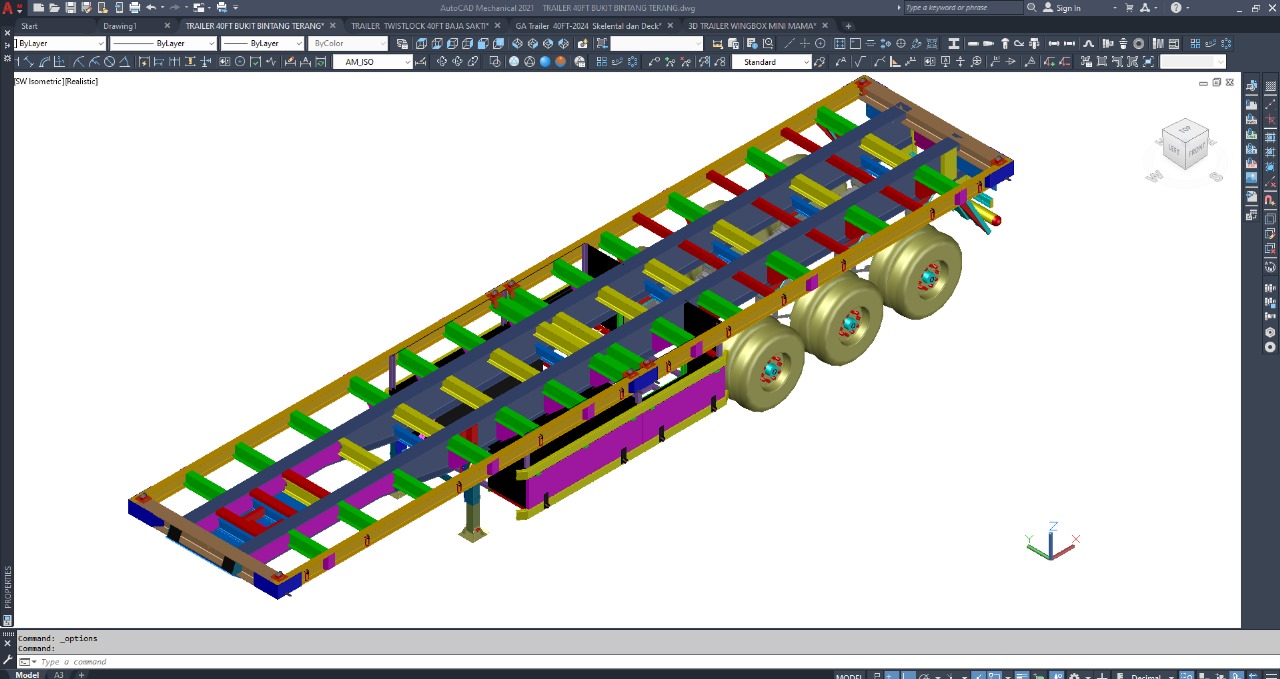 AutoCAD Mechanical 2021 TRAILER 40FT BUKIT BINTANG TERANG.dwg
Type a keyword or phrase
Sign In
Start
Drawing1
TRAILER 40FT BUKIT BINTANG TERANG*
TRAILER TWISTLOCK 40FT BAJA SAKTI*
GA Trailer 40FT-2024 Skelental dan Deck*
3D TRAILER WINGBOX MINI MAMA*
ByLayer
ByLayer
ByLayer
ByColor
AM_ISO
Standard
[SW Isometric][Realistic]
TOP
LEFT
FRONT
W
Z
Y
X
PROPERTIES
Command: _options
Command:
Type a command
Model
A3
MODEL
Decimal